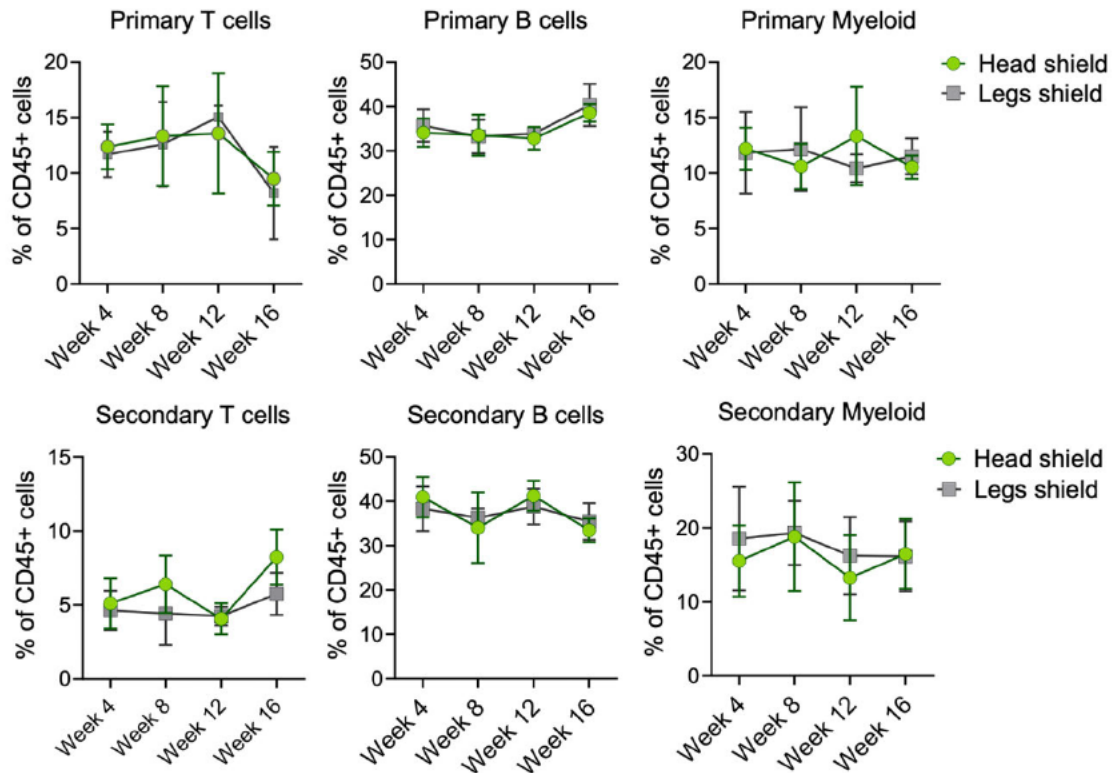 Primary T cells
% of CD45+ cells
20
15
10
5
0
Week 4
Week 8
Week 12
Week 16
Primary B cells
% of CD45+ cells
50
40
30
20
10
0
Week 4
Week 8
Week 12
Week 16
Primary Myeloid
% of CD45+ cells
20
15
10
5
0
Week 4
Week 8
Week 12
Week 16
Head shield
Legs shield
Secondary T cells
% of CD45+ cells
15
10
5
0
Week 4
Week 8
Week 12
Week 16
Secondary B cells
% of CD45+ cells
50
40
30
20
10
0
Week 4
Week 8
Week 12
Week 16
Secondary Myeloid
% of CD45+ cells
30
20
10
0
Week 4
Week 8
Week 12
Week 16
Head shield
Legs shield